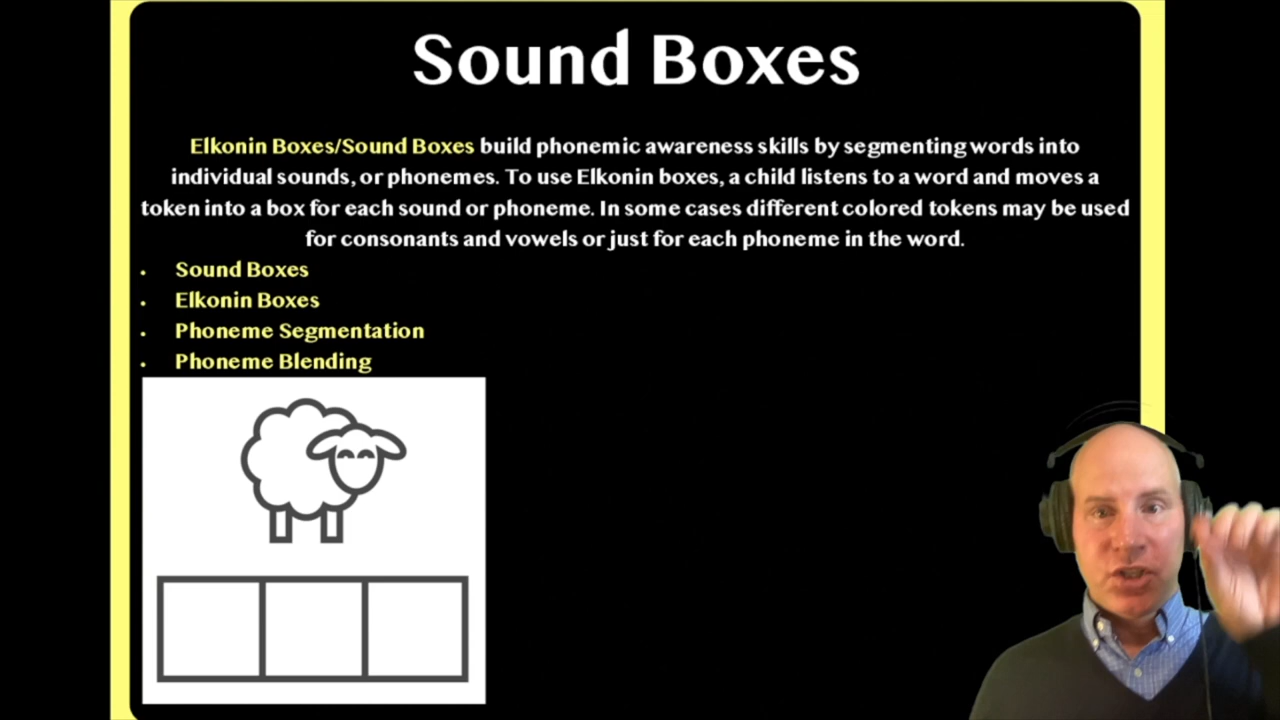 Sound Boxes
Elkonin Boxes/Sound Boxes build phonemic awareness skills by segmenting words into
individual sounds, or phonemes. To use Elkonin boxes, a child listens to a word and moves a
token into a box for each sound or phoneme. In some cases different colored tokens may be used
for consonants and vowels or just for each phoneme in the word.
• Sound Boxes
• Elkonin Boxes
• Phoneme Segmentation
• Phoneme Blending